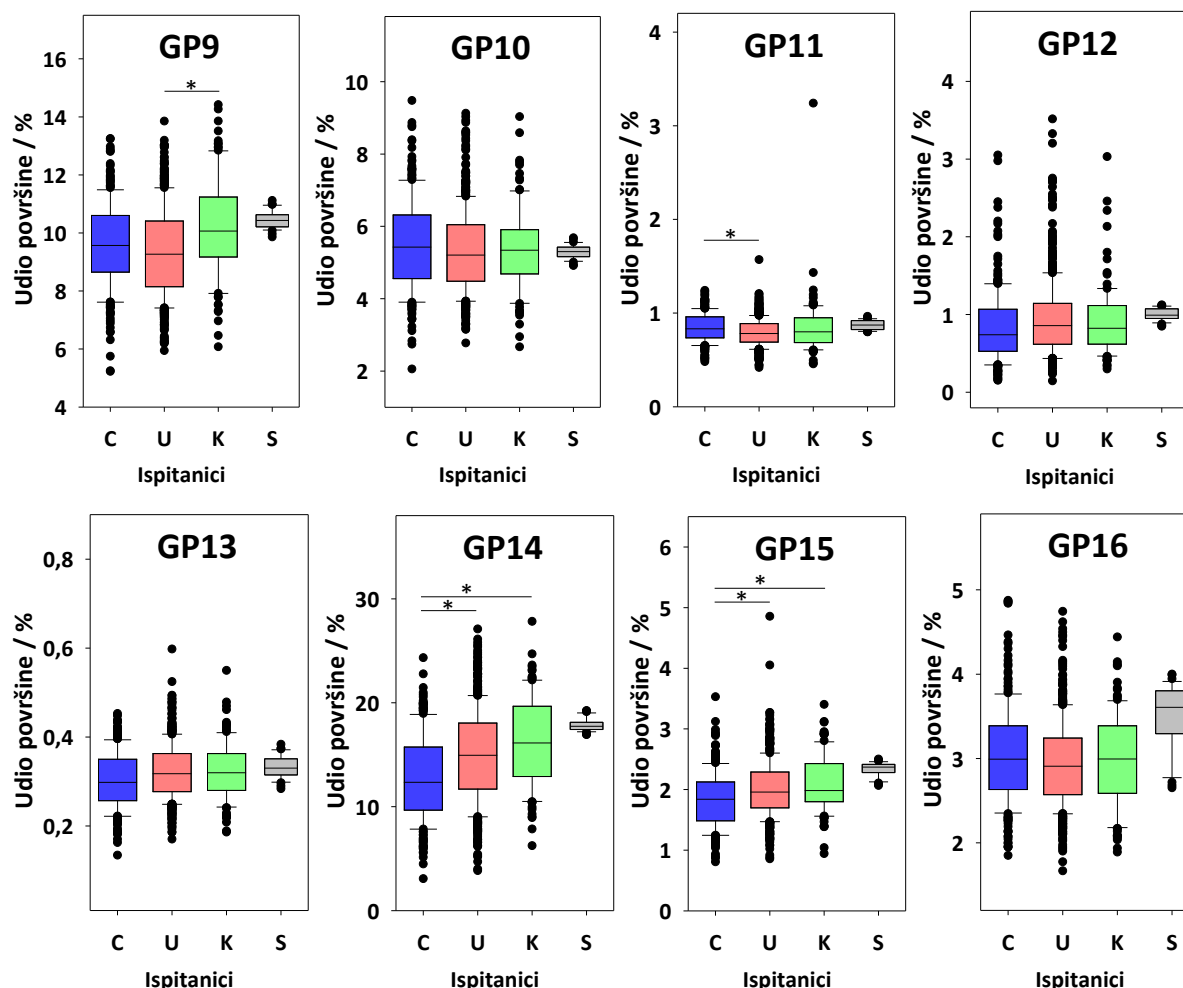 GP9
Udio površine / %
16
14
12
10
8
6
4
*
C U K S
Ispitanici
GP10
Udio površine / %
10
8
6
4
2
C U K S
Ispitanici
GP11
Udio površine / %
4
3
2
1
0
*
C U K S
Ispitanici
GP12
Udio površine / %
4
3
2
1
0
C U K S
Ispitanici
GP13
Udio površine / %
0,8
0,6
0,4
0,2
C U K S
Ispitanici
GP14
Udio površine / %
30
20
10
0
*
*
C U K S
Ispitanici
GP15
Udio površine / %
6
5
4
3
2
1
0
*
*
C U K S
Ispitanici
GP16
Udio površine / %
5
4
3
2
C U K S
Ispitanici